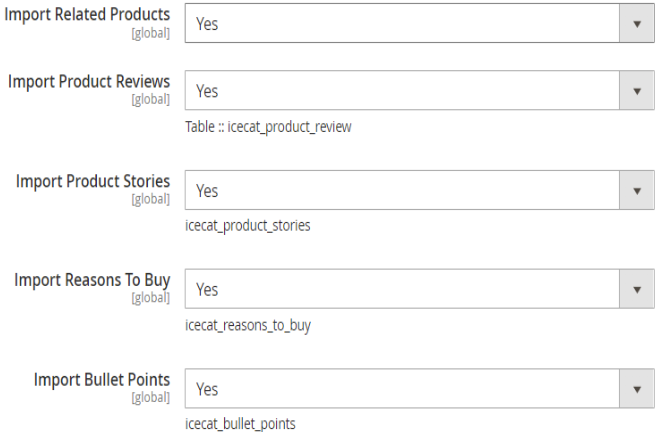 Import Related Products
[global]
Yes
Import Product Reviews
[global]
Yes
Table :: icecat_product_review
Import Product Stories
[global]
Yes
icecat_product_stories
Import Reasons To Buy
[global]
Yes
icecat_reasons_to_buy
Import Bullet Points
[global]
Yes
icecat_bullet_points